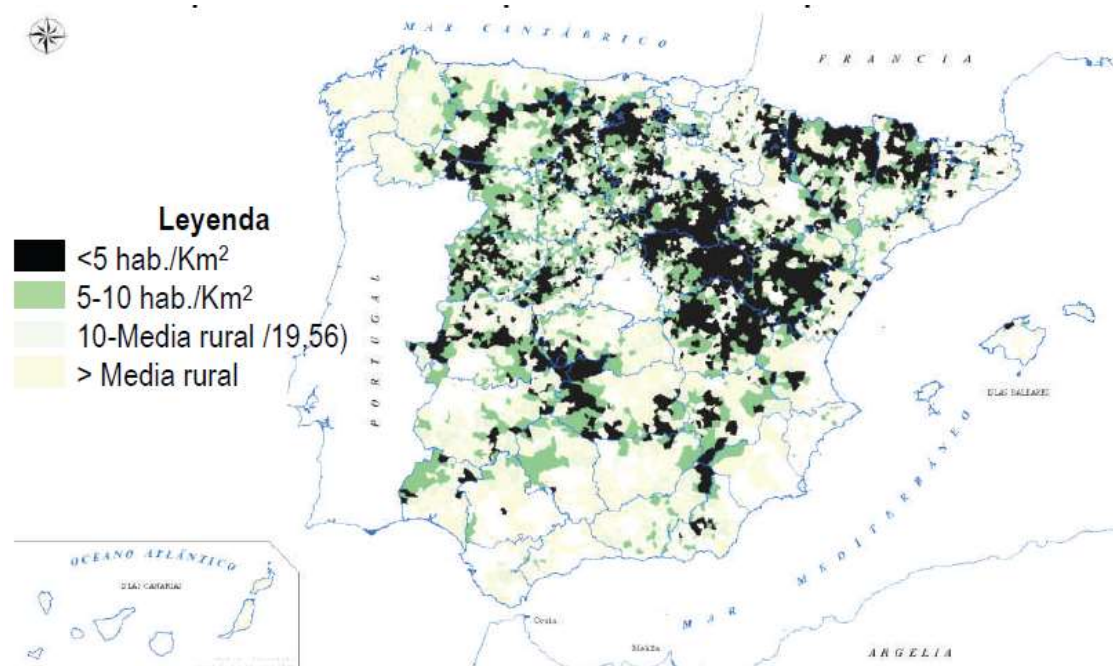 MAR CANTÁBRICO
FRANCIA
Leyenda
<5 hab./Km²
5-10 hab./Km²
10-Media rural /19,56)
> Media rural
PORTUGAL
ISLAS BALEARES
MAR MEDITERRÁNEO
OCEANO ATLÁNTICO
ISLAS CANARIAS
Ceuta
Melilla
ARGELIA